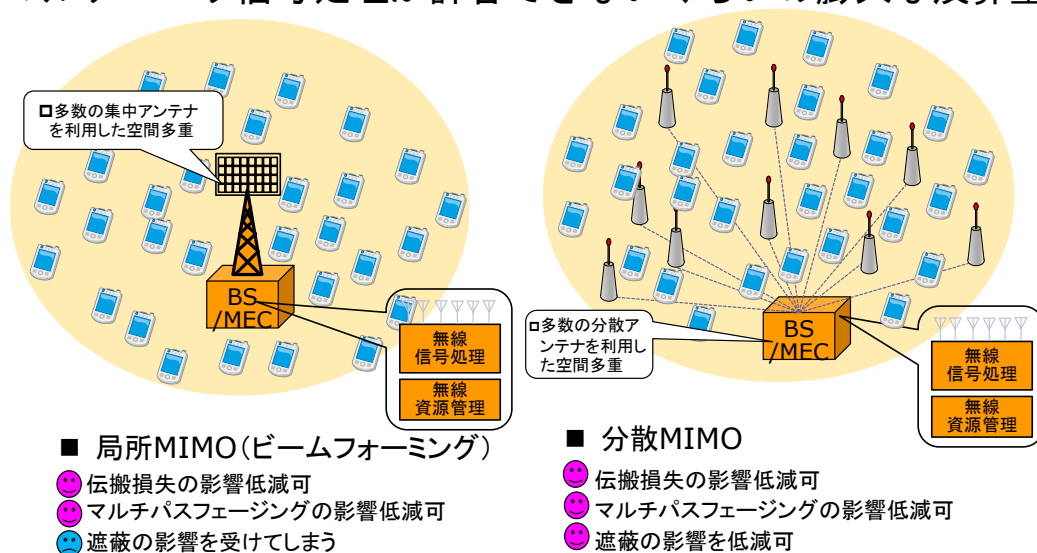 □多数の集中アンテナ
を利用した空間多重
BS
/MEC
無線
信号処理
無線
資源管理
■ 局所MIMO(ビームフォーミング)
伝搬損失の影響低減可
マルチパスフェージングの影響低減可
遮蔽の影響を受けてしまう
□多数の分散ア
ンテナを利用し
た空間多重
BS
/MEC
無線
信号処理
無線
資源管理
■ 分散MIMO
伝搬損失の影響低減可
マルチパスフェージングの影響低減可
遮蔽の影響を低減可